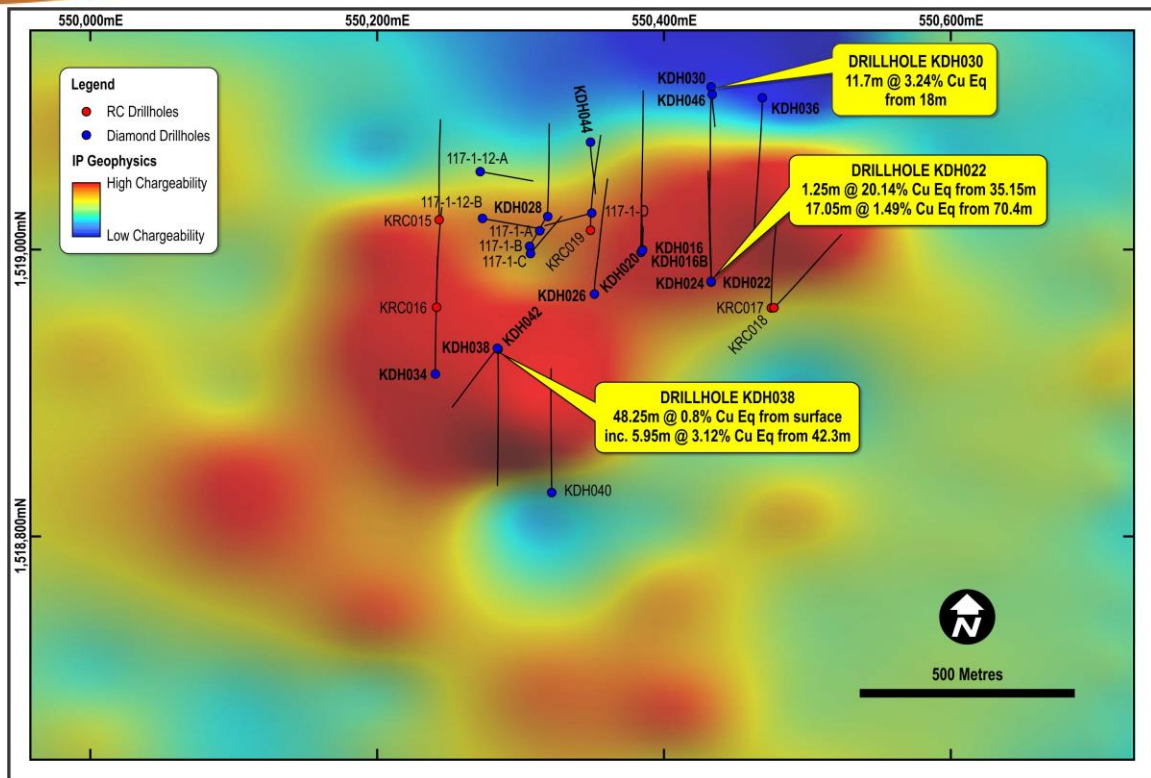 550,000mE
550,200mE
550,400mE
550,600mE
1,519,000mN
1,518,800mN
Legend
RC Drillholes
Diamond Drillholes
IP Geophysics
High Chargeability
Low Chargeability
DRILLHOLE KDH030
11.7m @ 3.24% Cu Eq
from 18m
KDH030
KDH046
KDH036
KDH044
117-1-12-A
DRILLHOLE KDH022
1.25m @ 20.14% Cu Eq from 35.15m
17.05m @ 1.49% Cu Eq from 70.4m
117-1-12-B
KDH028
117-1-D
KRC015
117-1-A
117-1-B
117-1-C
KRC019
KDH016
KDH016B
KDH020
KDH026
KDH024
KDH022
KRC016
KRC017
KRC018
KDH042
KDH038
KDH034
DRILLHOLE KDH038
48.25m @ 0.8% Cu Eq from surface
inc. 5.95m @ 3.12% Cu Eq from 42.3m
KDH040
N
500 Metres